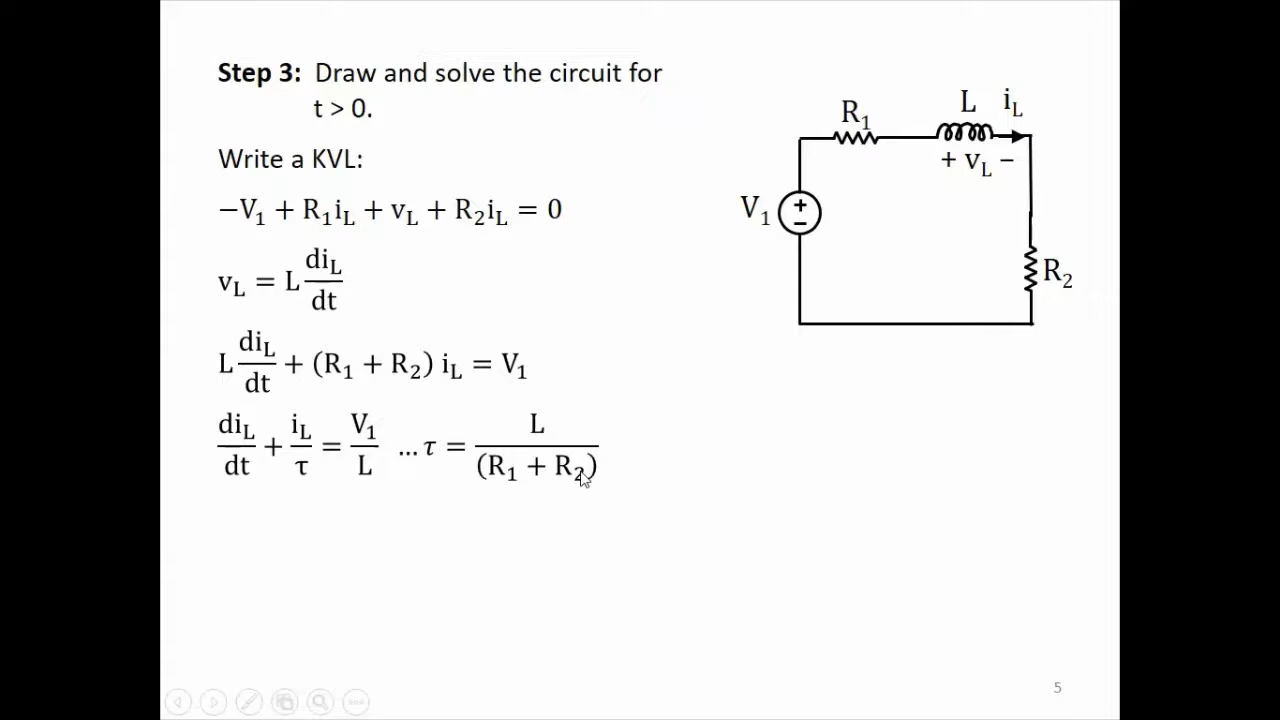 Step 3: Draw and solve the circuit for
t > 0.
Write a KVL:
−V₁ + R₁i_L + v_L + R₂i_L = 0
v_L = L di_L/dt
L di_L/dt + (R₁ + R₂) i_L = V₁
di_L/dt + i_L/τ = V₁/L ... τ = L/(R₁ + R₂)
R₁
L
i_L
+ v_L −
V₁
+
−
R₂
5